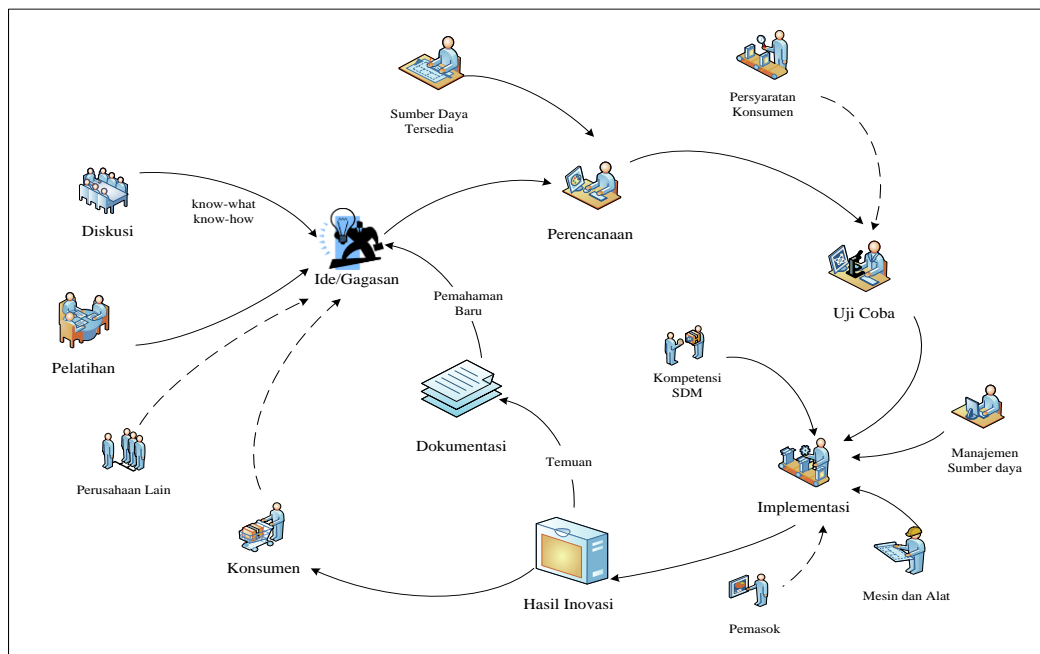 Sumber Daya
Tersedia
Persyaratan
Konsumen
Diskusi
know-what
know-how
Perencanaan
Ide/Gagasan
Pemahaman
Baru
Uji Coba
Pelatihan
Kompetensi
SDM
Dokumentasi
Manajemen
Sumber daya
Perusahaan Lain
Temuan
Implementasi
Konsumen
Hasil Inovasi
Mesin dan Alat
Pemasok